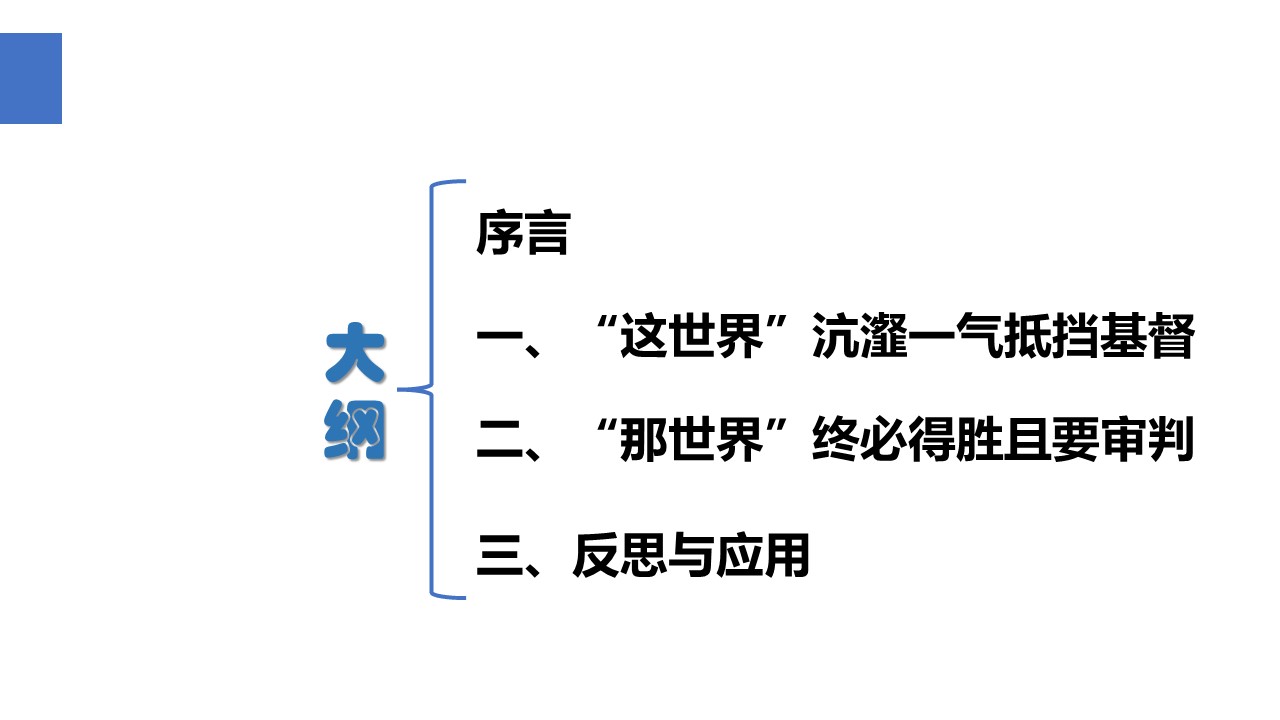 大
纲
序言
一、“这世界”沆瀣一气抵挡基督
二、“那世界”终必得胜且要审判
三、反思与应用